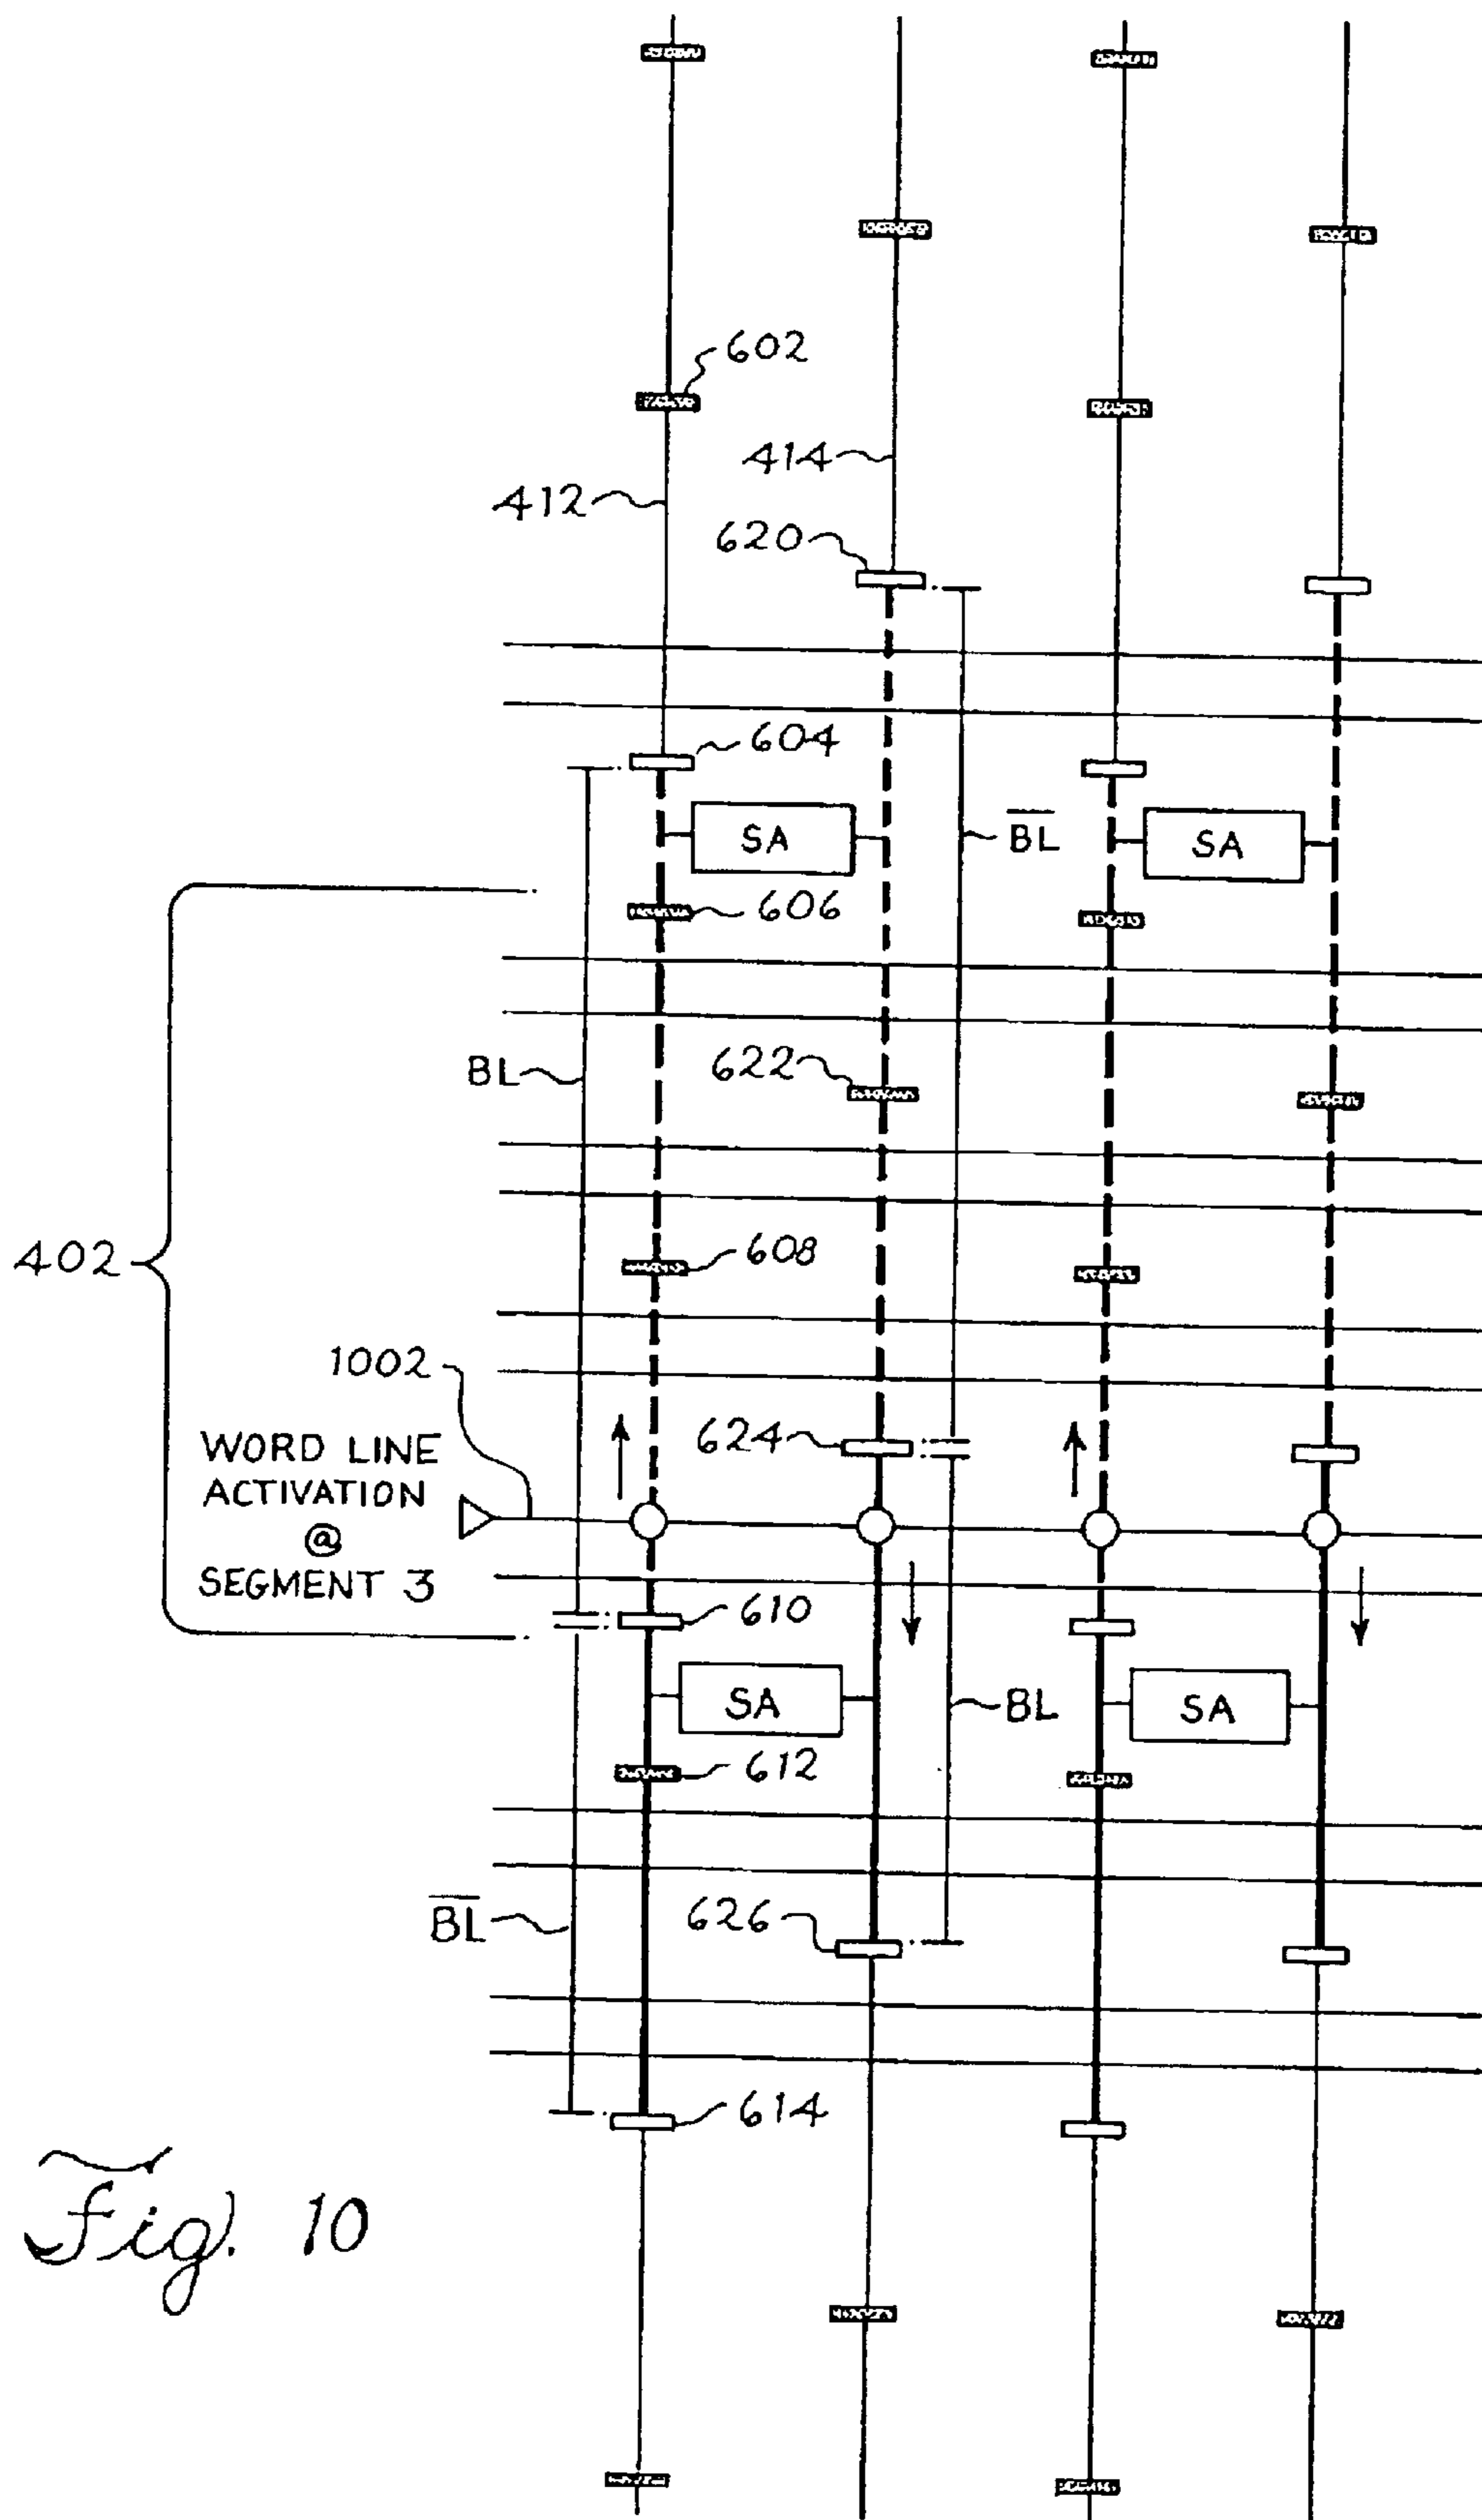 602
414
412
620
604
SA
BL
SA
606
BL
622
402
608
1002
WORD LINE
ACTIVATION
@
SEGMENT 3
624
610
SA
BL
SA
612
BL
626
614
Fig. 10